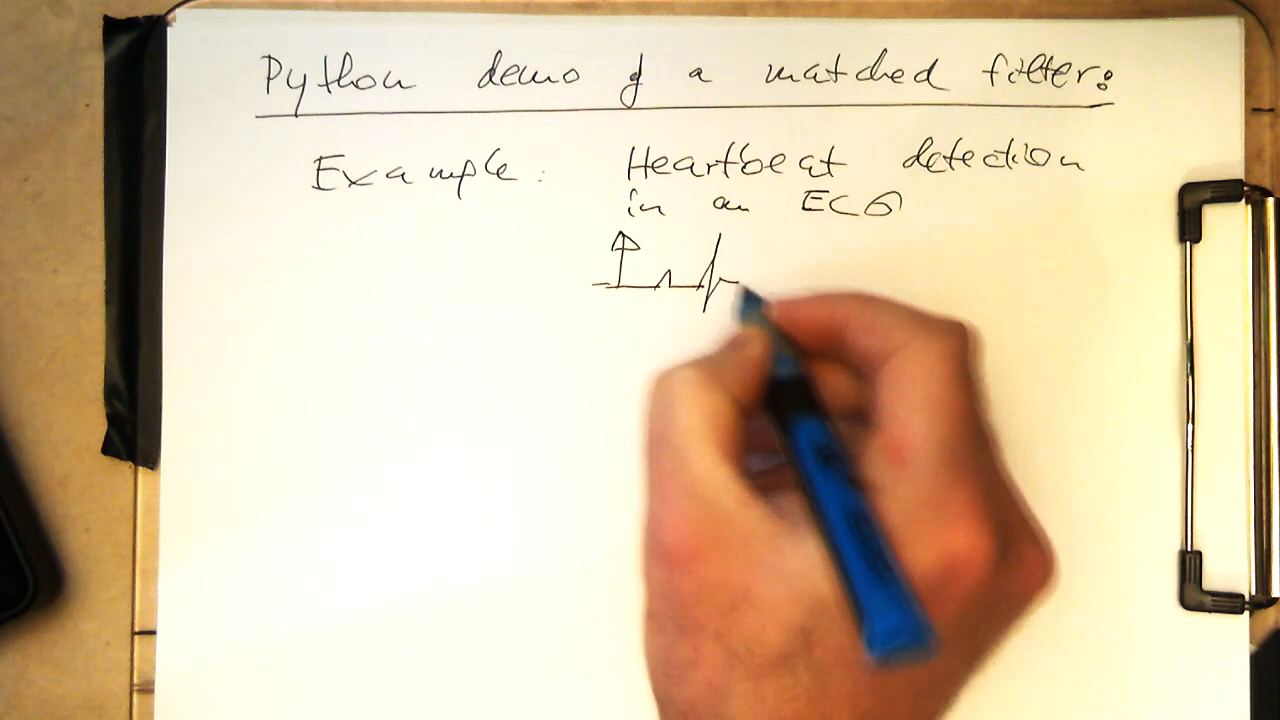 Python demo of a matched filter:
Example: Heartbeat detection
in an ECG